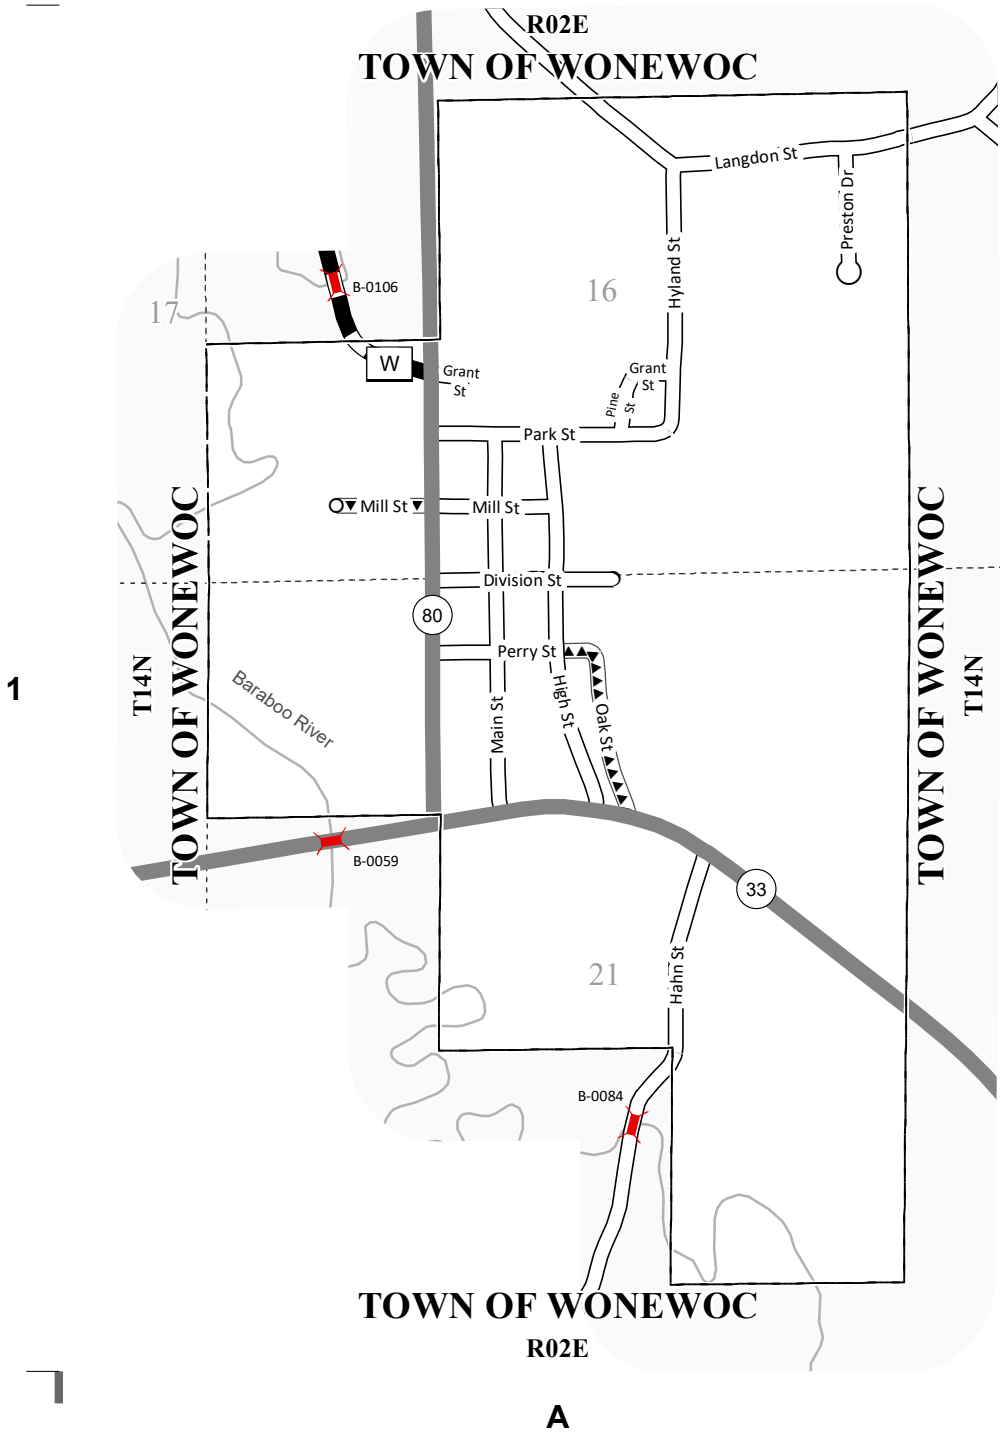 R02E
TOWN OF WONEWOC
Langdon St
Preston Dr
Hyland St
B-0106
16
17
W
Grant
St
Grant
St
Pine
St
Park St
Mill St
Mill St
TOWN OF WONEWOC
TOWN OF WONEWOC
Division St
80
Perry St
T14N
T14N
1
Baraboo River
Main St
High St
Oak St
B-0059
33
Hahn St
21
B-0084
TOWN OF WONEWOC
R02E
A